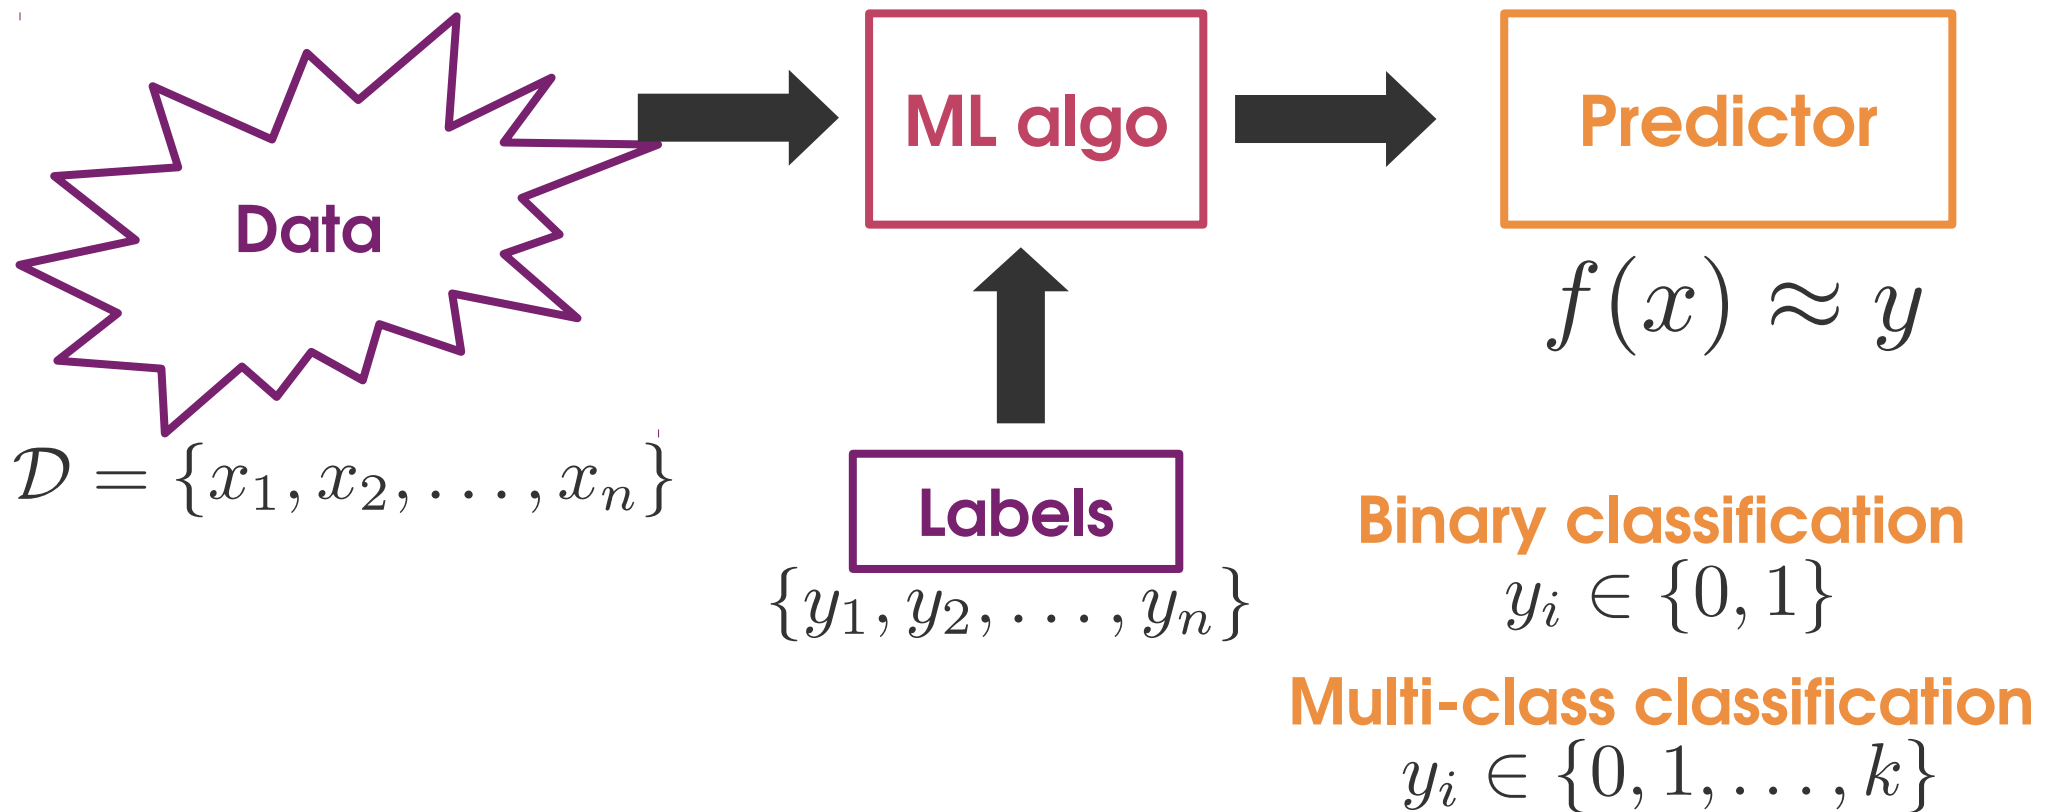 Data
𝒟 = {x₁, x₂, . . . , xₙ}
ML algo
Labels
{y₁, y₂, . . . , yₙ}
Predictor
f(x) ≈ y
Binary classification
yᵢ ∈ {0, 1}
Multi-class classification
yᵢ ∈ {0, 1, . . . , k}